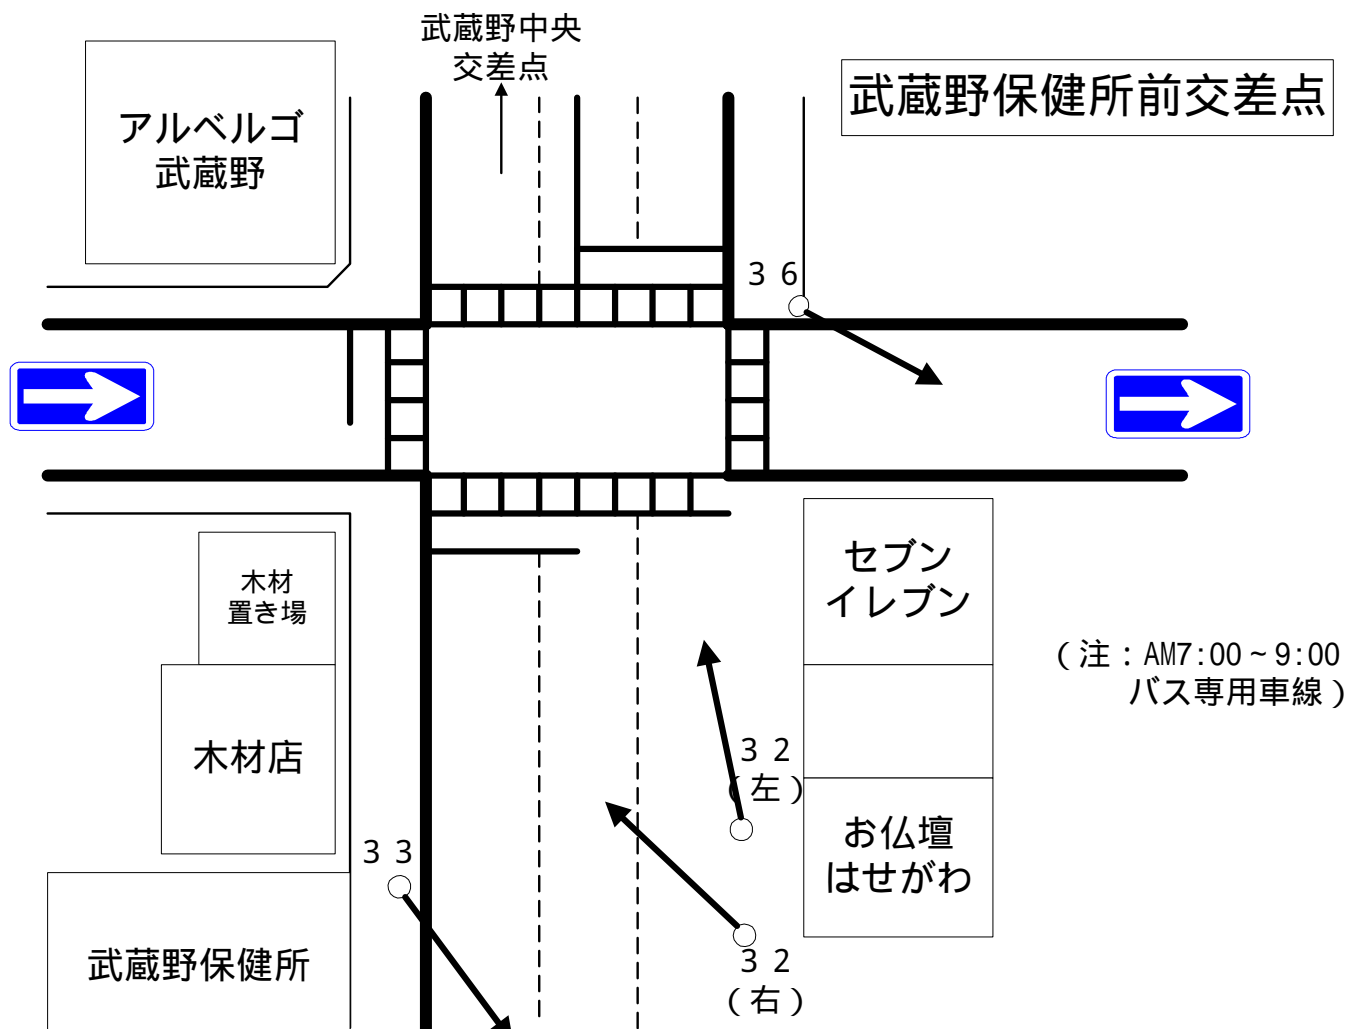 武蔵野中央
交差点
武蔵野保健所前交差点
アルベルゴ
武蔵野
３６
セブン
イレブン
木材
置き場
（注：AM7:00～9:00
バス専用車線）
木材店
３２
（左）
お仏壇
はせがわ
３３
武蔵野保健所
３２
（右）